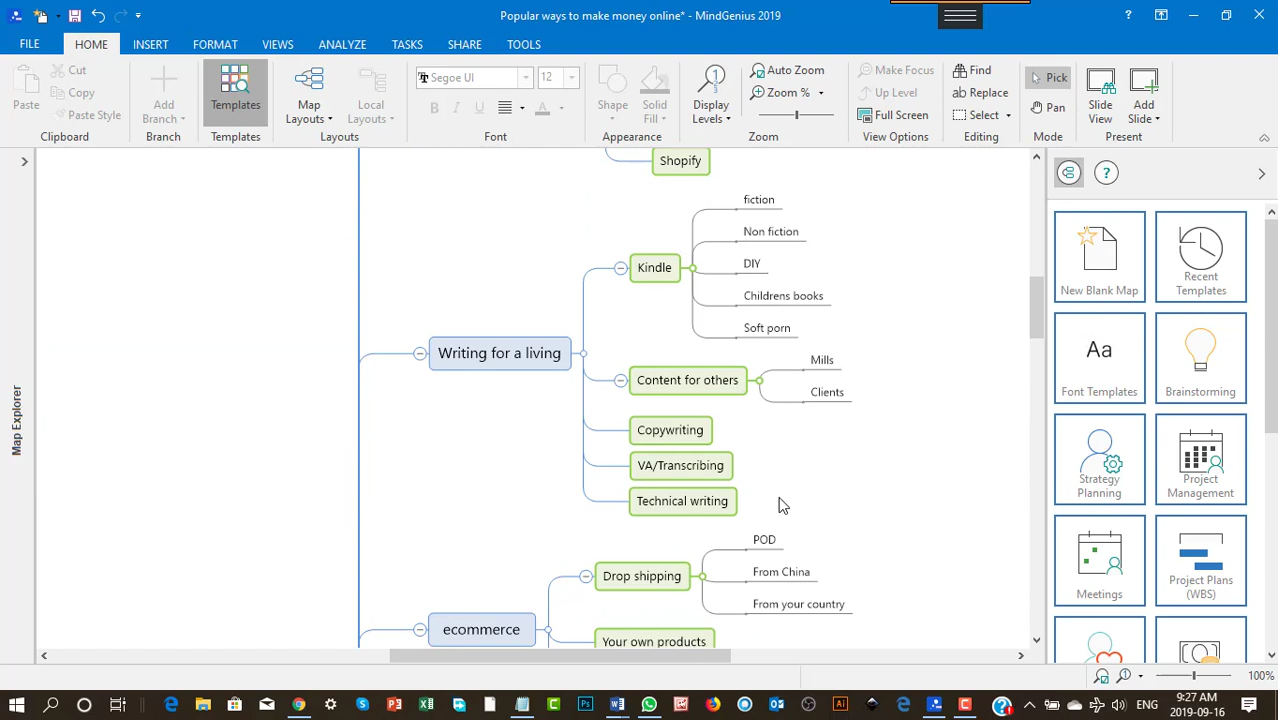 Popular ways to make money online* - MindGenius 2019
FILE HOME INSERT FORMAT VIEWS ANALYZE TASKS SHARE TOOLS
Paste
Cut
Copy
Paste Style
Clipboard
Add Branch
Branch
Templates
Templates
Map Layouts
Local Layouts
Layouts
Segoe UI 12
B I U A
Font
Shape
Solid Fill
Appearance
Display Levels
Auto Zoom
Zoom %
Zoom
Make Focus
Up Level
Full Screen
View Options
Find
Replace
Select
Editing
Pick
Pan
Mode
Slide View
Add Slide
Present
Map Explorer
Shopify
Writing for a living
Kindle
fiction
Non fiction
DIY
Childrens books
Soft porn
Content for others
Mills
Clients
Copywriting
VA/Transcribing
Technical writing
ecommerce
Drop shipping
POD
From China
From your country
Your own products
New Blank Map
Recent Templates
Aa
Font Templates
Brainstorming
Strategy Planning
Project Management
Meetings
Project Plans (WBS)
100%
ENG
9:27 AM
2019-09-16